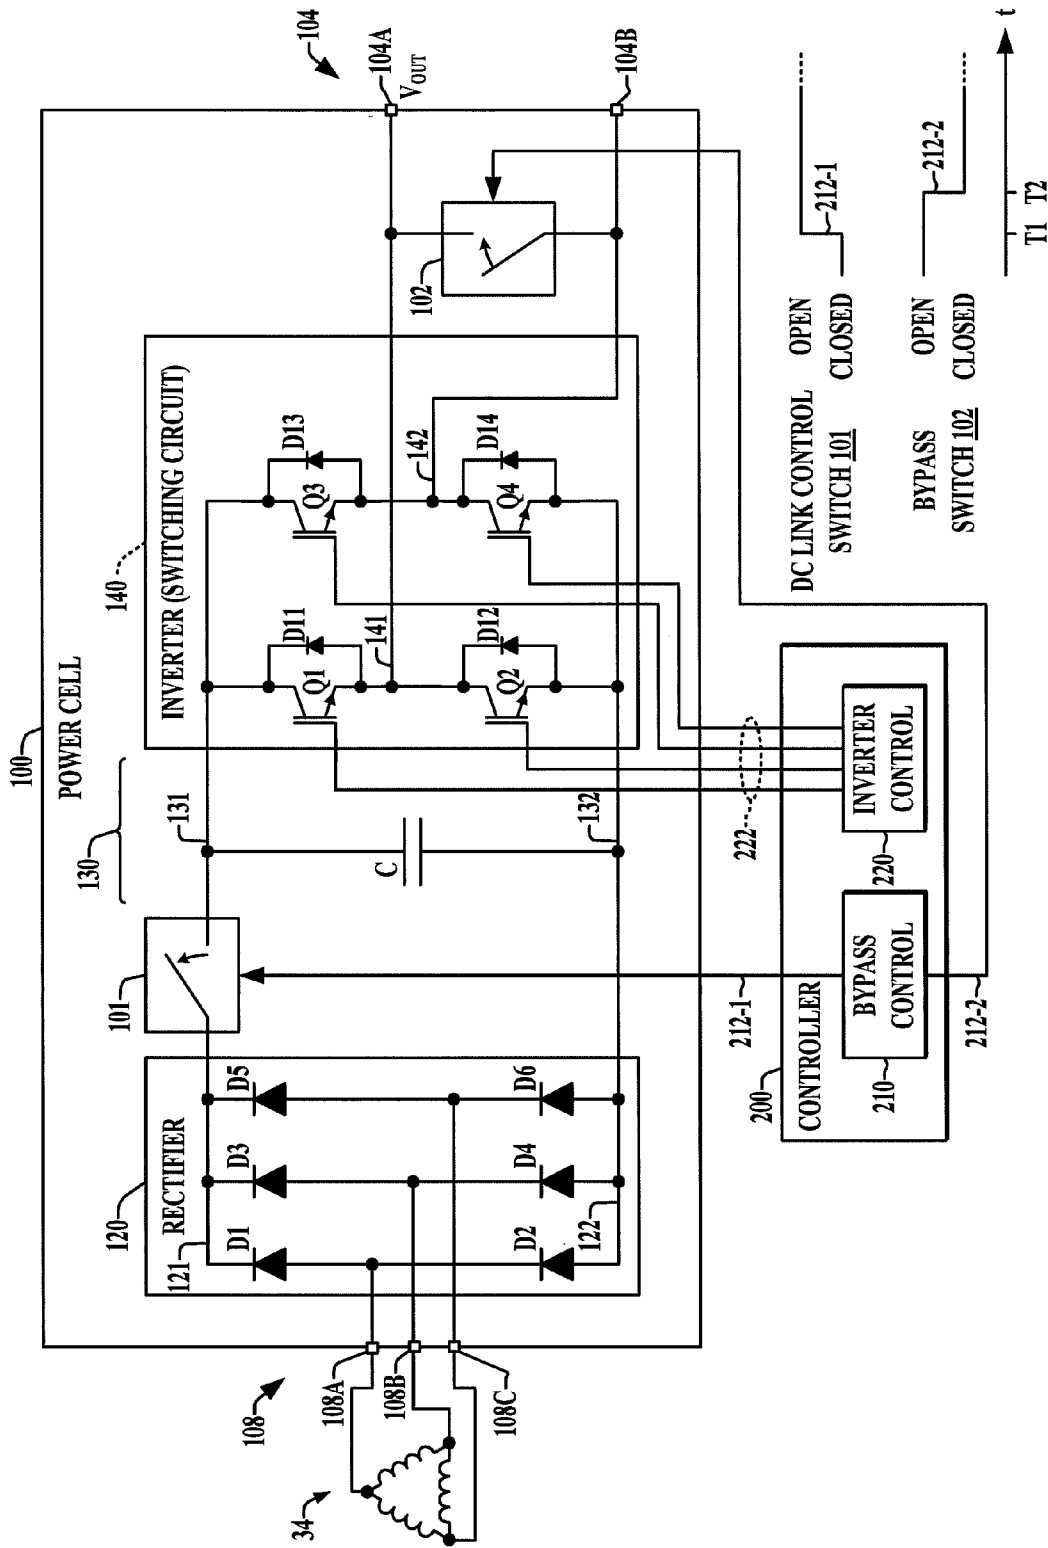 100
POWER CELL
108
34
108A
108B
108C
120
RECTIFIER
121
D1
D3
D5
D2
D4
D6
122
101
130
131
C
132
140
INVERTER (SWITCHING CIRCUIT)
D11
Q1
141
D12
Q2
D13
Q3
142
D14
Q4
102
104
104A
VOUT
104B
200
CONTROLLER
210
BYPASS
CONTROL
212-1
212-2
220
INVERTER
CONTROL
222
DC LINK CONTROL
SWITCH 101
OPEN
CLOSED
212-1
BYPASS
SWITCH 102
OPEN
CLOSED
212-2
T1
T2
t